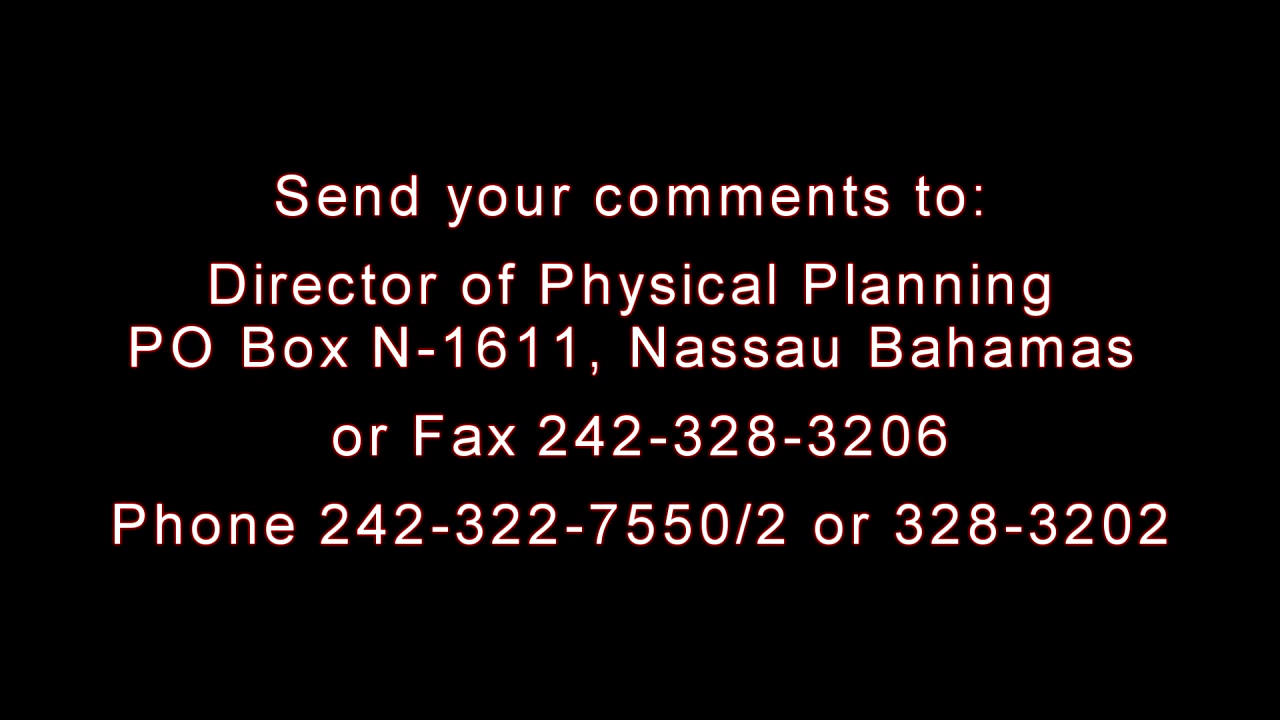 Send your comments to:
Director of Physical Planning
PO Box N-1611, Nassau Bahamas
or Fax 242-328-3206
Phone 242-322-7550/2 or 328-3202